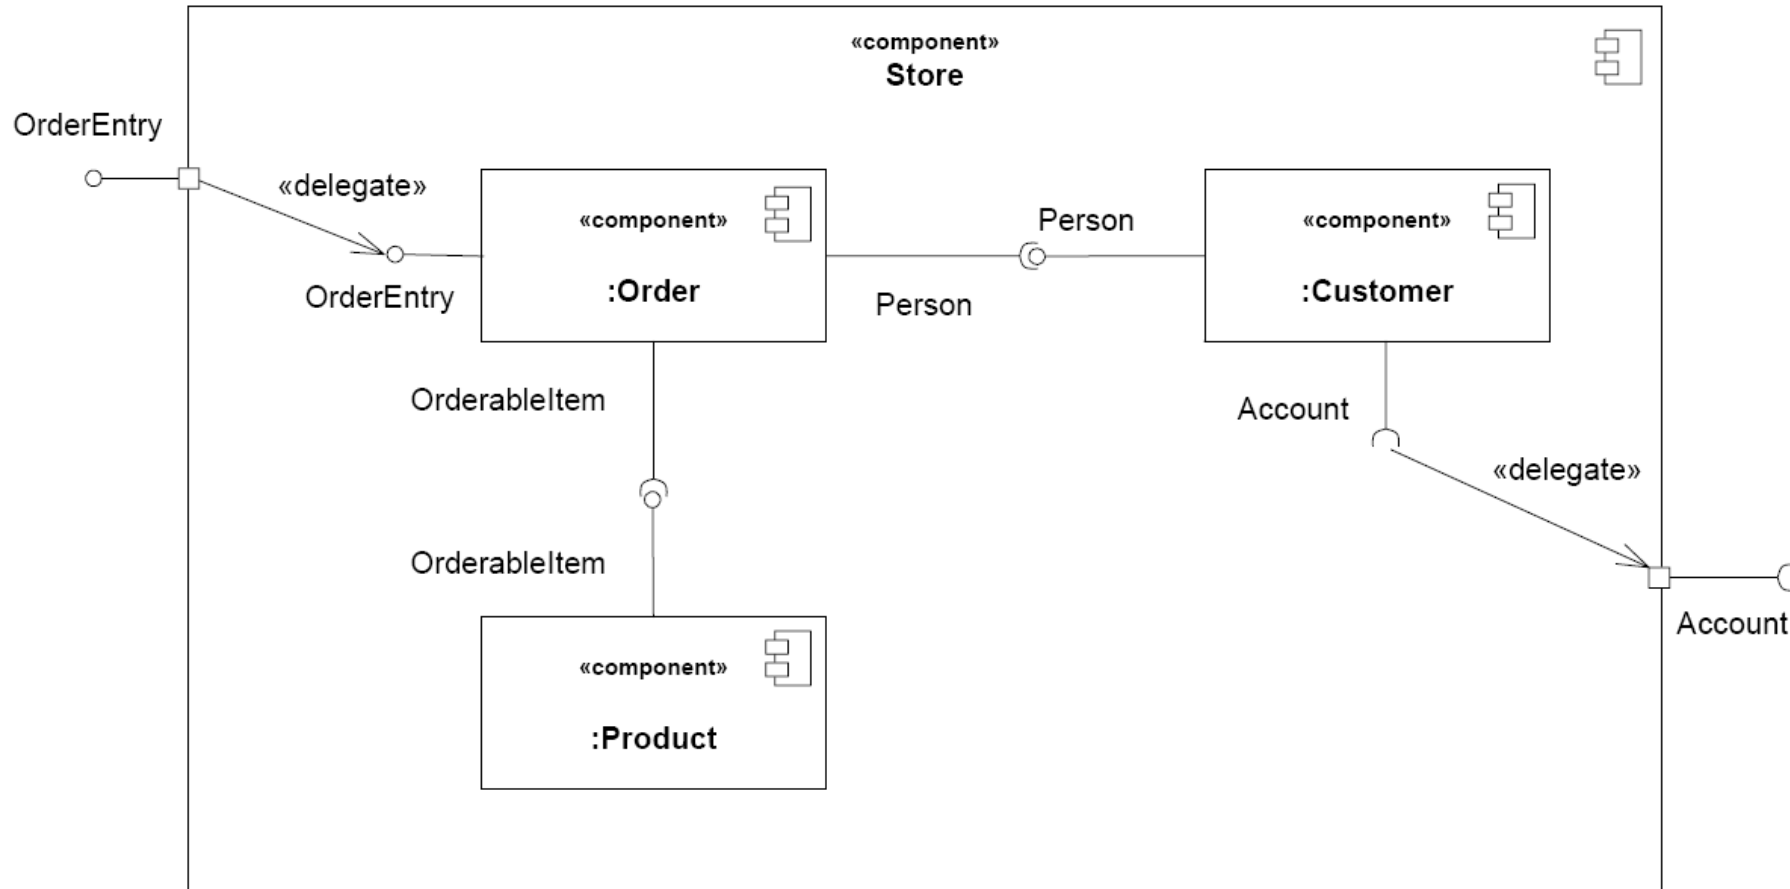 «component»
Store
OrderEntry
«delegate»
OrderEntry
«component»
:Order
Person
Person
«component»
:Customer
OrderableItem
OrderableItem
Account
«delegate»
Account
«component»
:Product